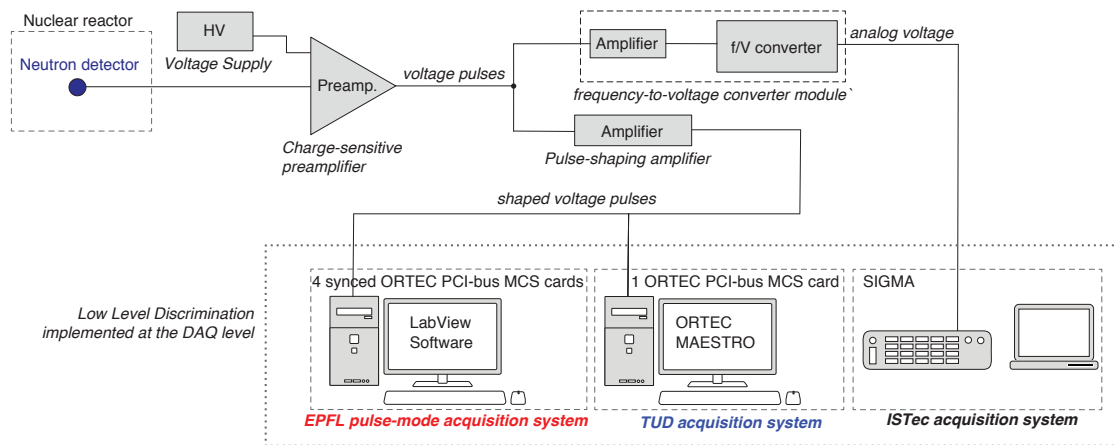 Nuclear reactor
Neutron detector
HV
Voltage Supply
Preamp.
Charge-sensitive
preamplifier
voltage pulses
Amplifier
f/V converter
analog voltage
frequency-to-voltage converter module`
Amplifier
Pulse-shaping amplifier
shaped voltage pulses
Low Level Discrimination
implemented at the DAQ level
4 synced ORTEC PCI-bus MCS cards
LabView
Software
EPFL pulse-mode acquisition system
1 ORTEC PCI-bus MCS card
ORTEC
MAESTRO
TUD acquisition system
SIGMA
ISTec acquisition system